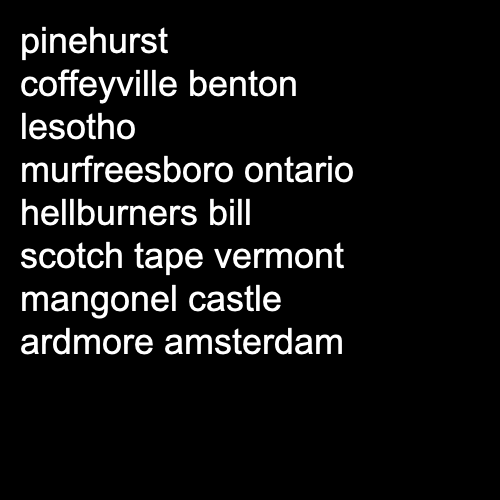 pinehurst
coffeyville benton
lesotho
murfreesboro ontario
hellburners bill
scotch tape vermont
mangonel castle
ardmore amsterdam